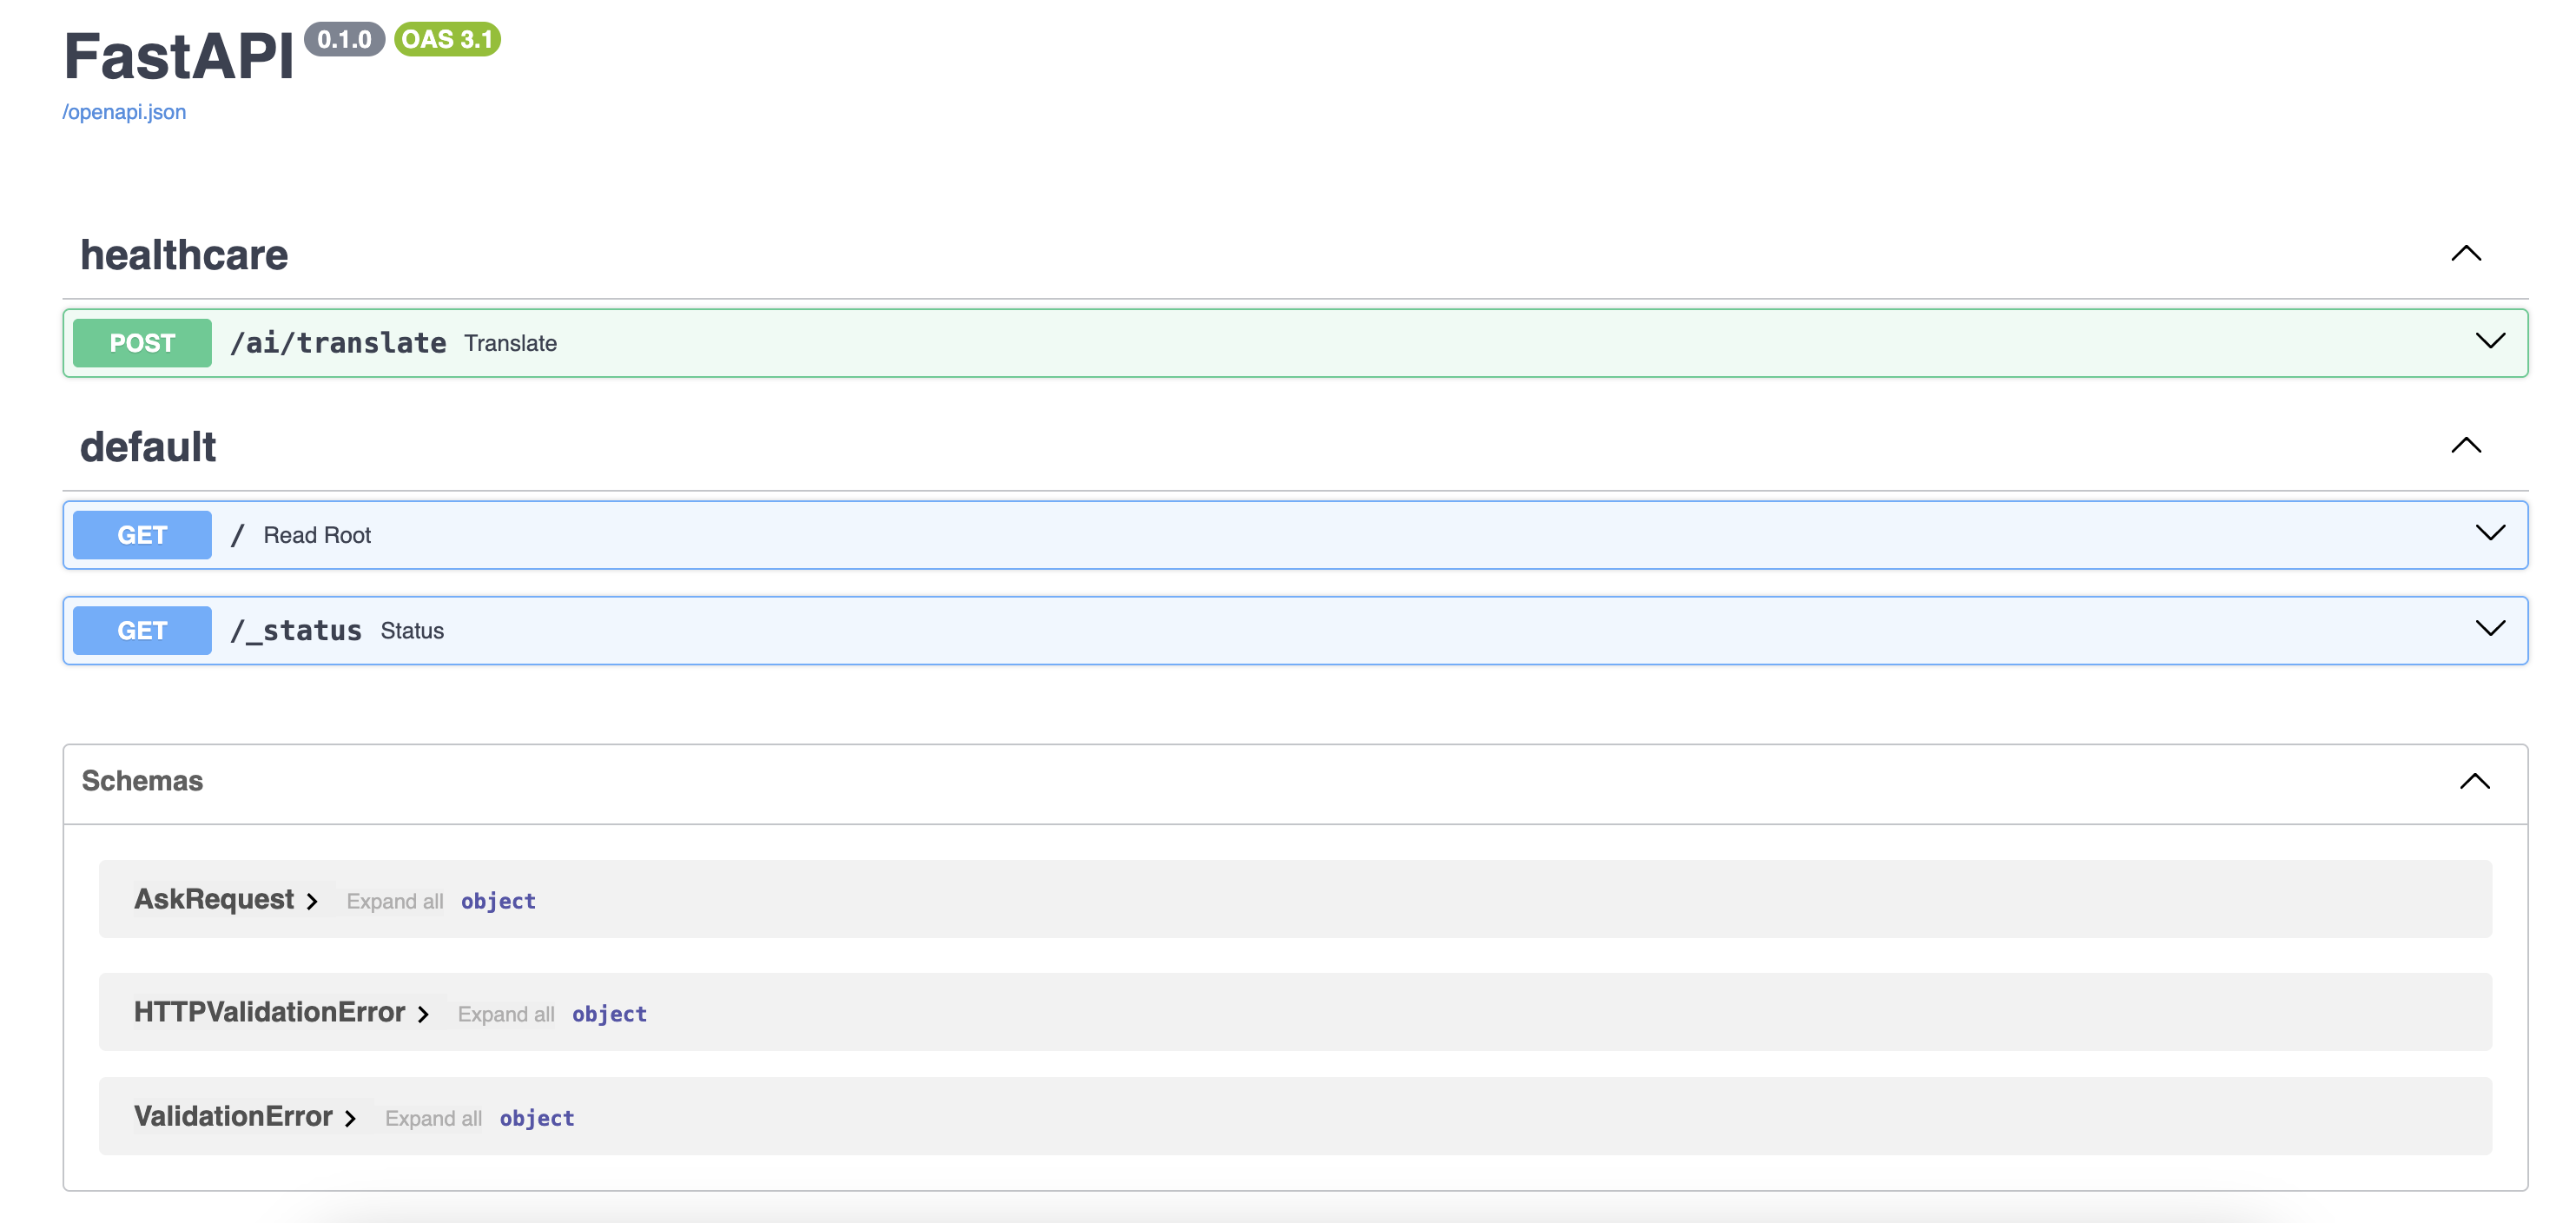 FastAPI 0.1.0 OAS 3.1
/openapi.json
healthcare
POST /ai/translate Translate
default
GET / Read Root
GET /_status Status
Schemas
AskRequest Expand all object
HTTPValidationError Expand all object
ValidationError Expand all object